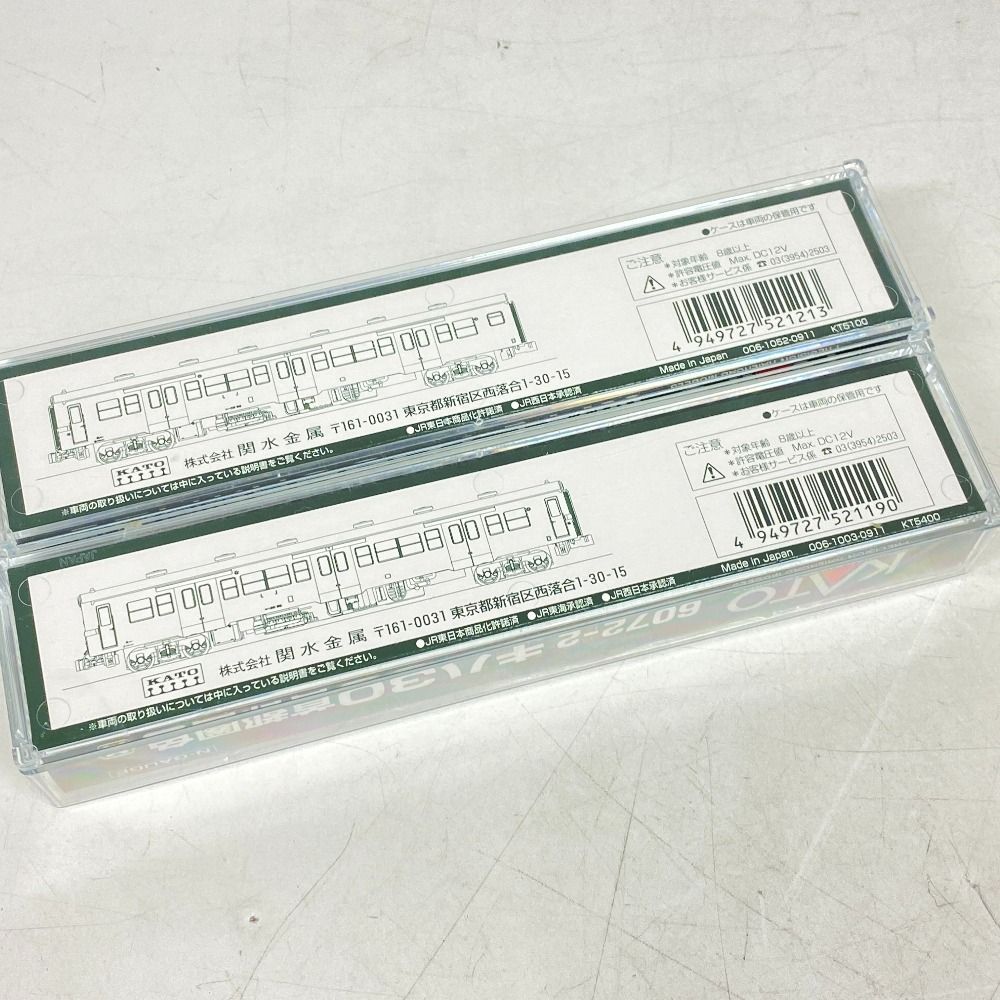 ●ケースは車両の保管用です
ご注意
＊対象年齢 8歳以上
＊許容電圧値 Max. DC12V
＊お客様サービス係 ☎ 03(3954)2503
4 949727 521213
Made in Japan 006-1052-0911 KT5100
KATO
株式会社 関水金属 〒161-0031 東京都新宿区西落合1-30-15
●JR東日本商品化許諾済 ●JR西日本承認済
※車両の取り扱いについては中に入っている説明書をご覧ください。
JAPAN
●ケースは車両の保管用です
ご注意
＊対象年齢 8歳以上
＊許容電圧値 Max. DC12V
＊お客様サービス係 ☎ 03(3954)2503
4 949727 521190
Made in Japan 006-1003-0911 KT5400
KATO
株式会社 関水金属 〒161-0031 東京都新宿区西落合1-30-15
●JR東日本商品化許諾済 ●JR東海承認済 ●JR西日本承認済
※車両の取り扱いについては中に入っている説明書をご覧ください。
KATO 6072-2 キハ30 首都圏色
[N-GAUGE]